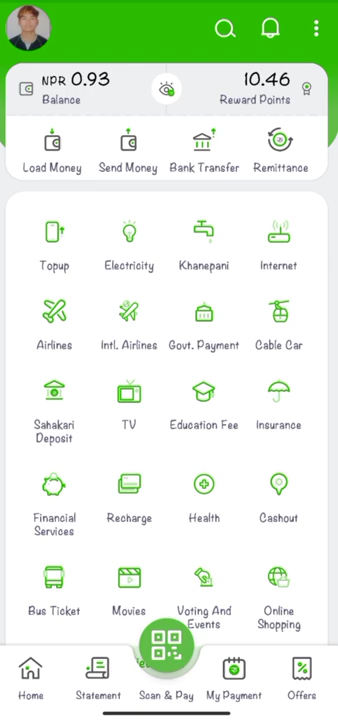 NPR 0.93
Balance
10.46
Reward Points
Load Money Send Money Bank Transfer Remittance
Topup Electricity Khanepani Internet
Airlines Intl. Airlines Govt. Payment Cable Car
Sahakari TV Education Fee Insurance
Deposit
Financial Recharge Health Cashout
Services
Bus Ticket Movies Voting And Online
Events Shopping
Home Statement Scan & Pay My Payment Offers